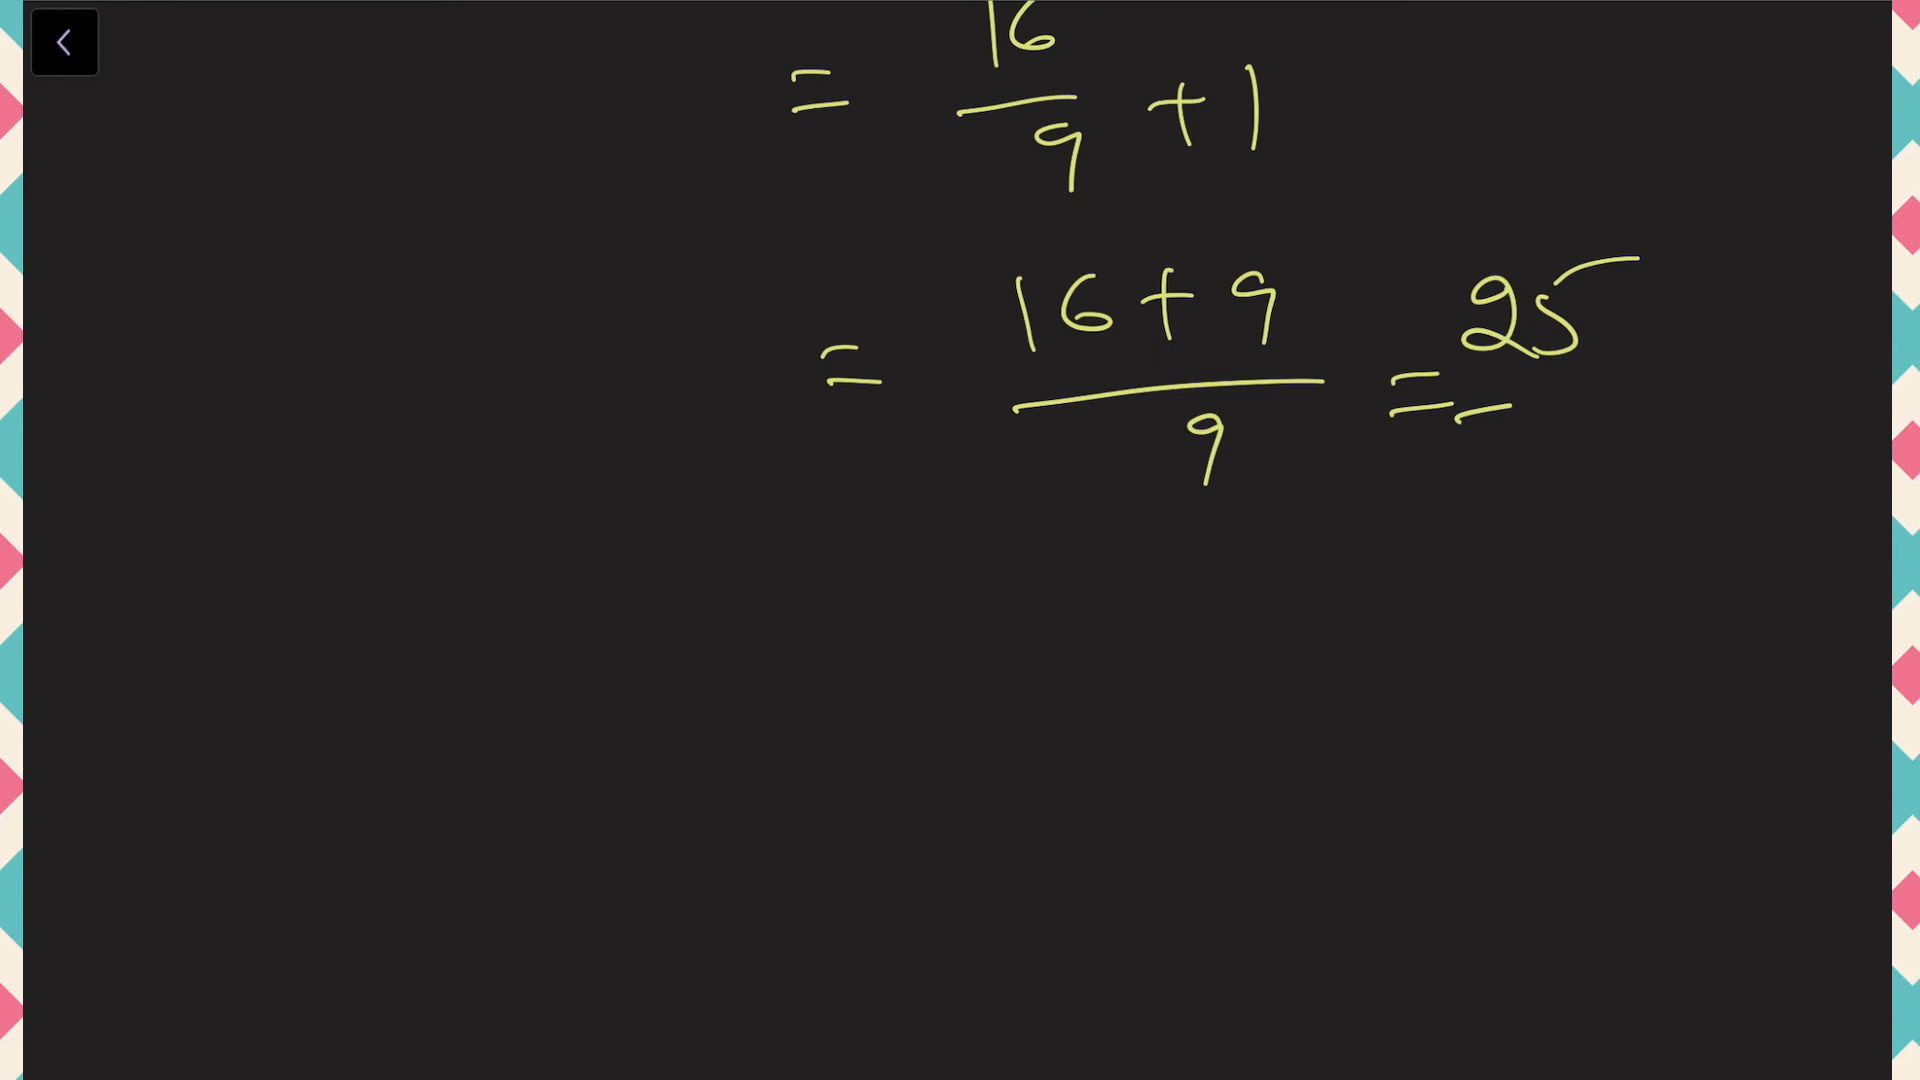 = 16/9 + 1
= 16+9/9 = 25